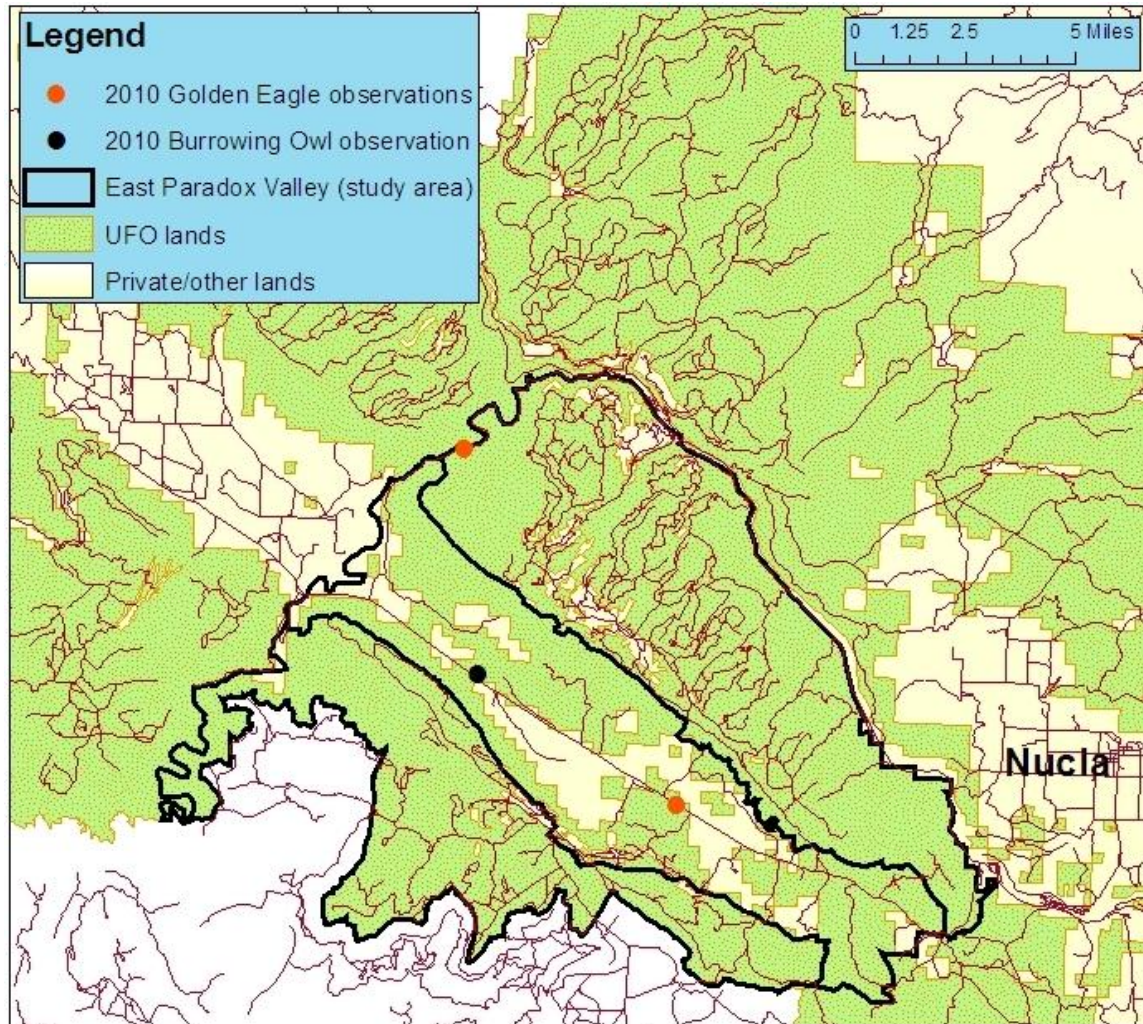 Legend
2010 Golden Eagle observations
2010 Burrowing Owl observation
East Paradox Valley (study area)
UFO lands
Private/other lands
0 1.25 2.5 5 Miles
Nucla